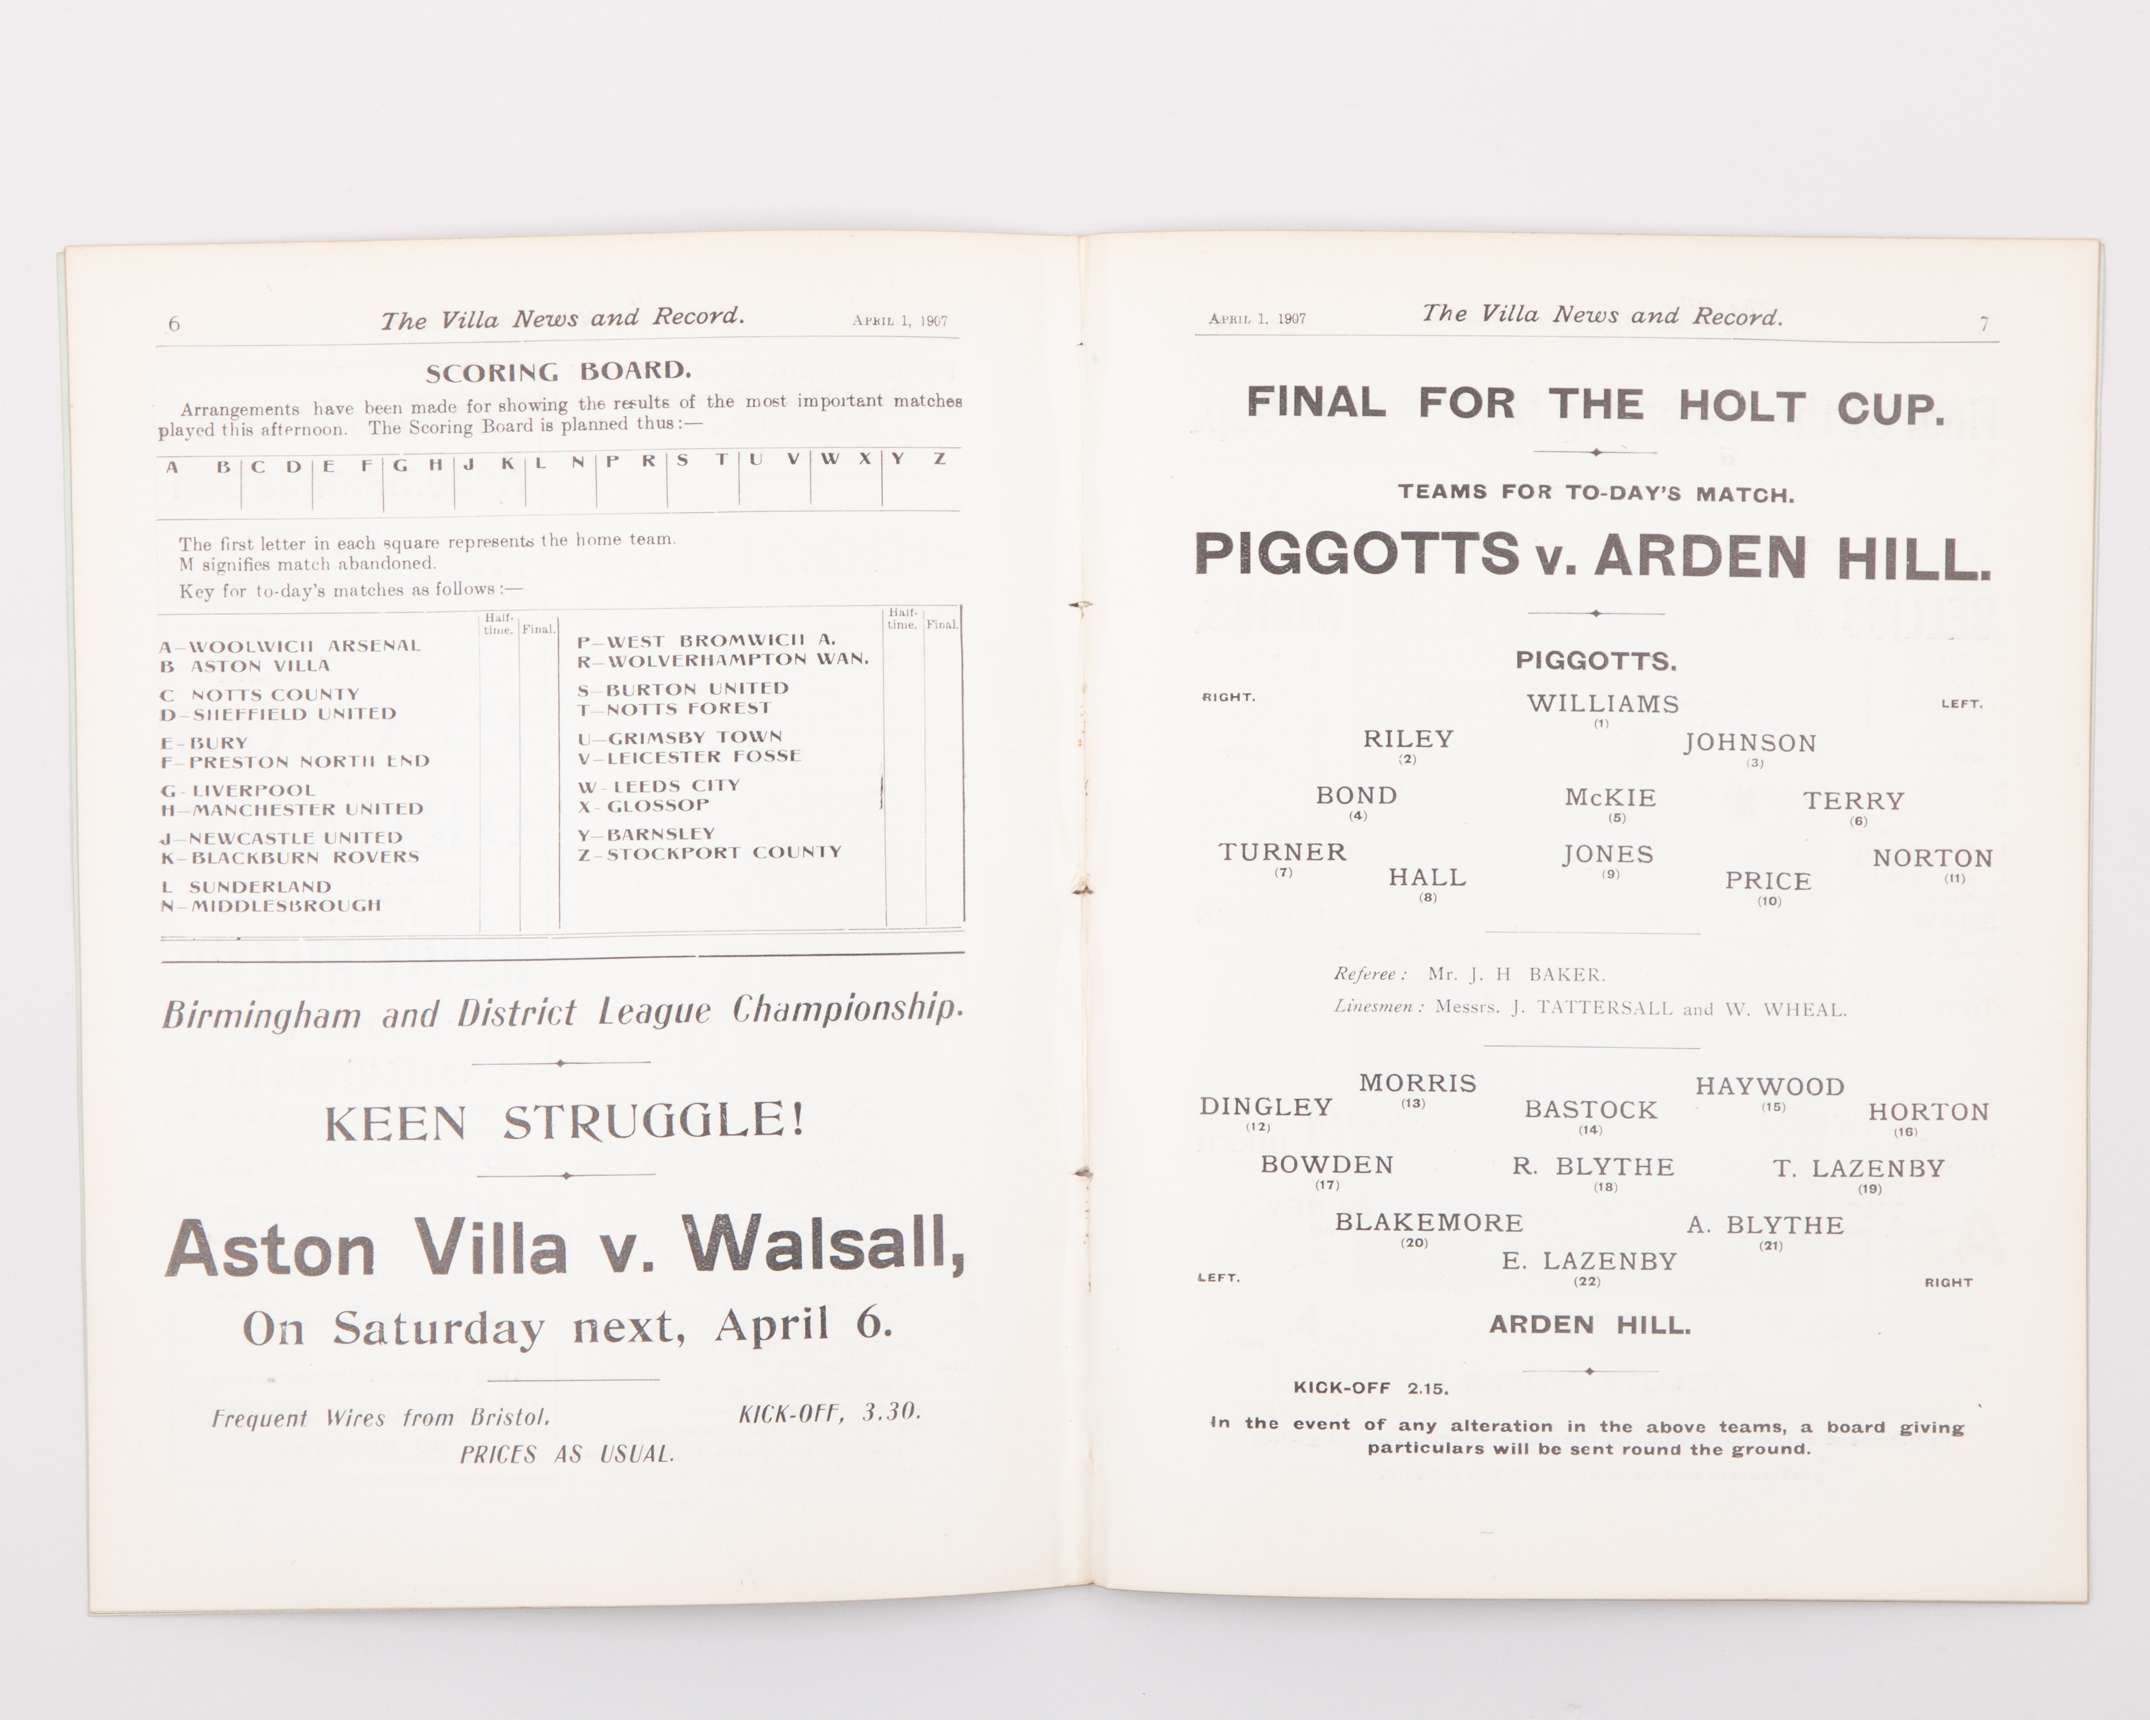 6 The Villa News and Record. April 1, 1907
SCORING BOARD.
Arrangements have been made for showing the results of the most important matches
played this afternoon. The Scoring Board is planned thus:—
A B C D E F G H J K L N P R S T U V W X Y Z
The first letter in each square represents the home team.
M signifies match abandoned.
Key for to-day's matches as follows:—
Half-time. Final.
A—WOOLWICH ARSENAL
B ASTON VILLA
C NOTTS COUNTY
D—SHEFFIELD UNITED
E-BURY
F—PRESTON NORTH END
G-LIVERPOOL
H—MANCHESTER UNITED
J—NEWCASTLE UNITED
K—BLACKBURN ROVERS
L SUNDERLAND
N—MIDDLESBROUGH
Half-time. Final.
P—WEST BROMWICH A.
R—WOLVERHAMPTON WAN.
S—BURTON UNITED
T—NOTTS FOREST
U—GRIMSBY TOWN
V—LEICESTER FOSSE
W-LEEDS CITY
X-GLOSSOP
Y—BARNSLEY
Z-STOCKPORT COUNTY
Birmingham and District League Championship.
KEEN STRUGGLE!
Aston Villa v. Walsall,
On Saturday next, April 6.
Frequent Wires from Bristol. KICK-OFF, 3.30.
PRICES AS USUAL.
April 1. 1907 The Villa News and Record. 7
FINAL FOR THE HOLT CUP.
TEAMS FOR TO-DAY'S MATCH.
PIGGOTTS v. ARDEN HILL.
PIGGOTTS.
RIGHT. WILLIAMS LEFT.
(1)
RILEY JOHNSON
(2) (3)
BOND McKIE TERRY
(4) (5) (6)
TURNER JONES NORTON
(7) (9) (11)
HALL PRICE
(8) (10)
Referee: Mr. J. H BAKER.
Linesmen: Messrs. J. TATTERSALL and W. WHEAL.
MORRIS HAYWOOD
(13) (15)
DINGLEY BASTOCK HORTON
(12) (14) (16)
BOWDEN R. BLYTHE T. LAZENBY
(17) (18) (19)
BLAKEMORE A. BLYTHE
(20) (21)
E. LAZENBY
(22)
LEFT. RIGHT
ARDEN HILL.
KICK-OFF 2.15.
In the event of any alteration in the above teams, a board giving
particulars will be sent round the ground.